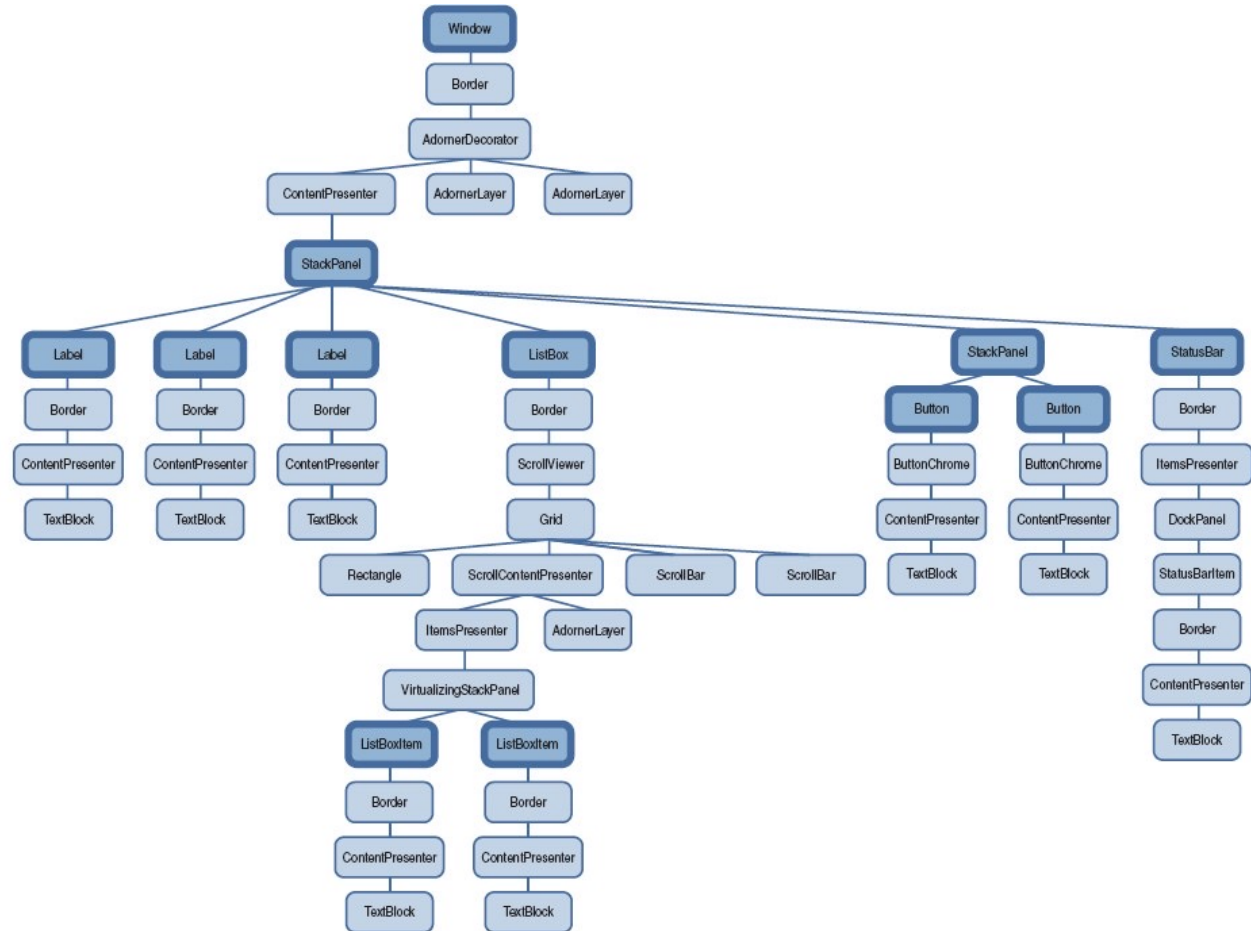 Window
Border
AdornerDecorator
ContentPresenter AdornerLayer AdornerLayer
StackPanel
Label Label Label ListBox StackPanel StatusBar
Border Border Border Border Button Button Border
ContentPresenter ContentPresenter ContentPresenter ScrollViewer ButtonChrome ButtonChrome ItemsPresenter
TextBlock TextBlock TextBlock Grid ContentPresenter ContentPresenter DockPanel
Rectangle ScrollContentPresenter ScrollBar ScrollBar TextBlock TextBlock StatusBarItem
ItemsPresenter AdornerLayer Border
VirtualizingStackPanel ContentPresenter
ListBoxItem ListBoxItem TextBlock
Border Border
ContentPresenter ContentPresenter
TextBlock TextBlock